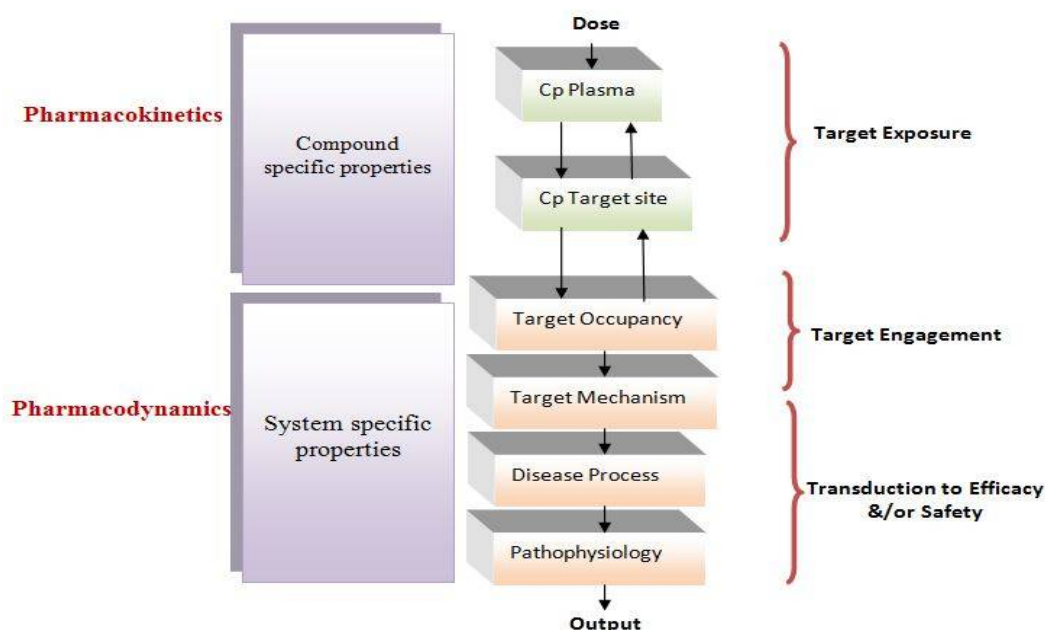 Dose
Cp Plasma
Pharmacokinetics
Compound
specific properties
Target Exposure
Cp Target site
Target Occupancy
Target Engagement
Target Mechanism
Pharmacodynamics
System specific
properties
Disease Process
Transduction to Efficacy
&/or Safety
Pathophysiology
Output